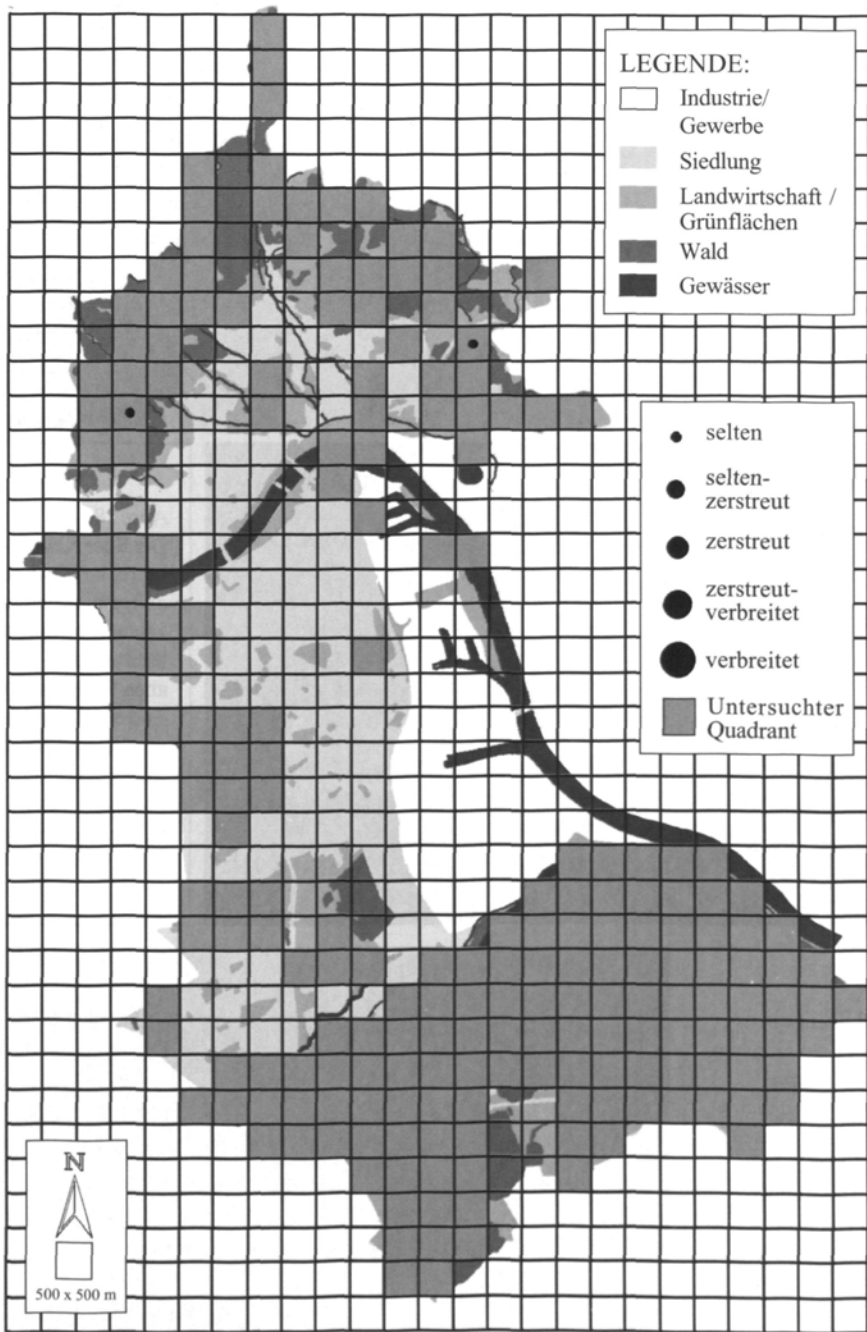 LEGENDE:
Industrie/
Gewerbe
Siedlung
Landwirtschaft /
Grünflächen
Wald
Gewässer
selten
selten-
zerstreut
zerstreut
zerstreut-
verbreitet
verbreitet
Untersuchter
Quadrant
N
500 x 500 m